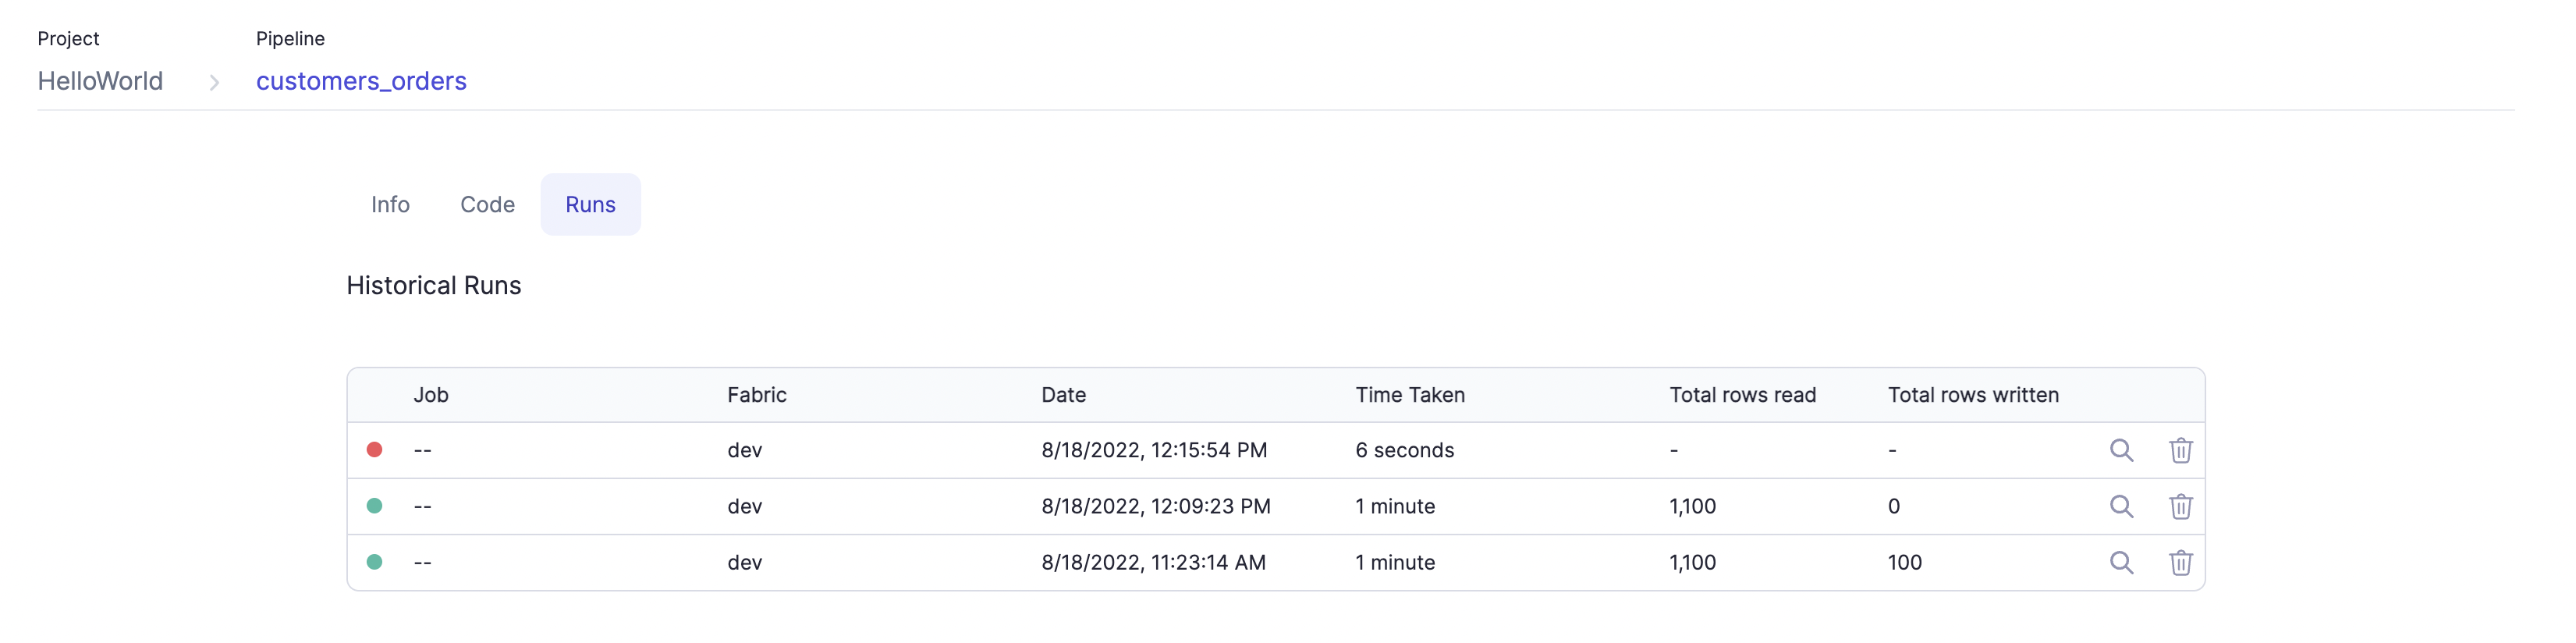 Project Pipeline
HelloWorld customers_orders
Info Code Runs
Historical Runs
Job Fabric Date Time Taken Total rows read Total rows written
-- dev 8/18/2022, 12:15:54 PM 6 seconds - -
-- dev 8/18/2022, 12:09:23 PM 1 minute 1,100 0
-- dev 8/18/2022, 11:23:14 AM 1 minute 1,100 100